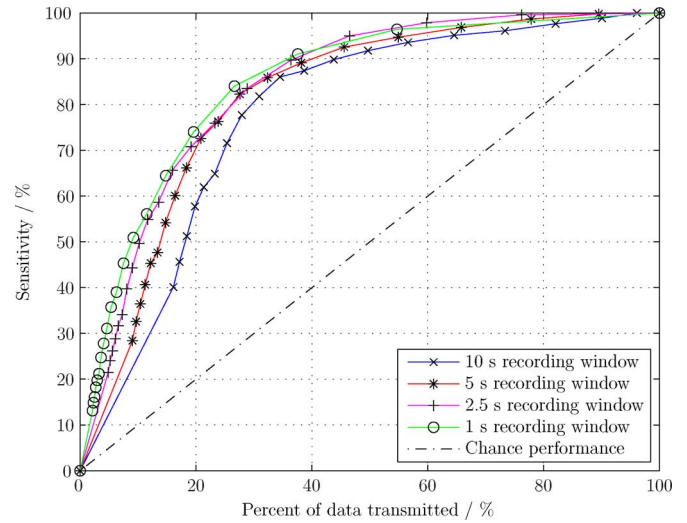 100
90
80
70
60
50
40
30
20
10
0
Sensitivity / %
10 s recording window
5 s recording window
2.5 s recording window
1 s recording window
Chance performance
0 20 40 60 80 100
Percent of data transmitted / %